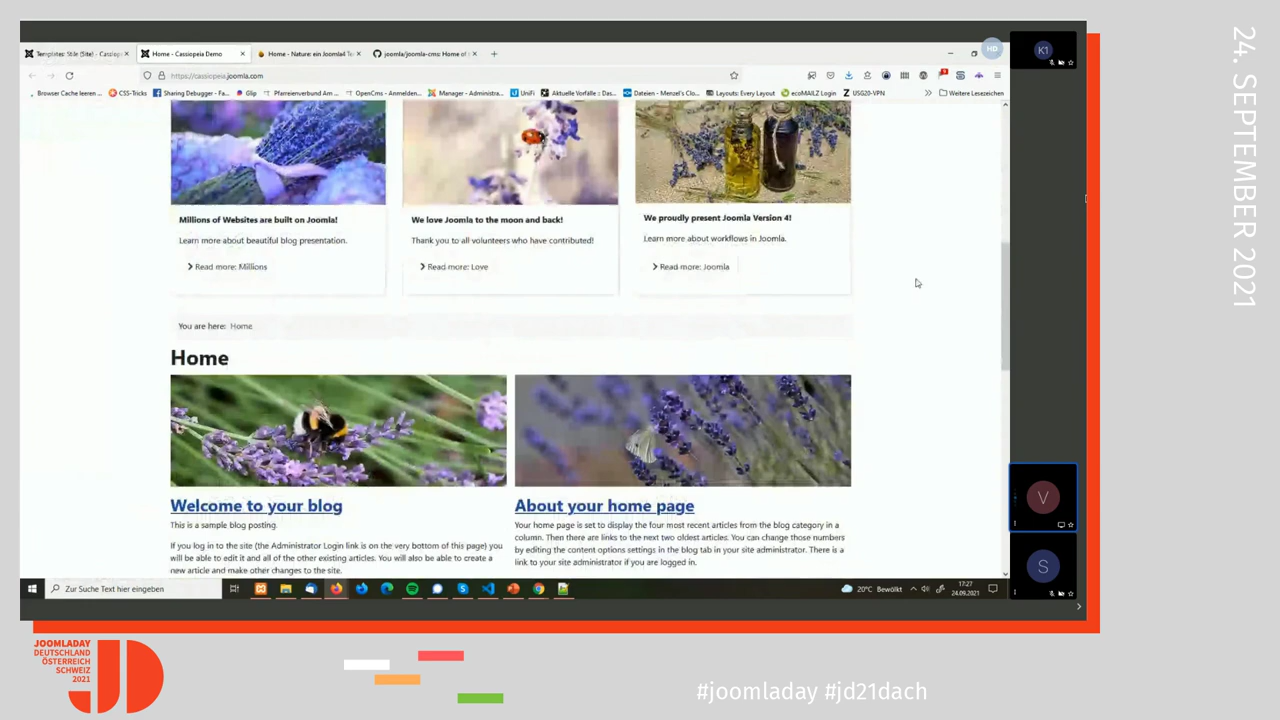 Templates: Stile (Site) - Cassiop
Home - Cassiopeia Demo
Home - Nature: ein Joomla4 Te
joomla/joomla-cms: Home of
HD
K1
https://cassiopeia.joomla.com
Browser Cache leeren ...
CSS-Tricks
Sharing Debugger - Fa...
Glip
Pfarreienverbund Am ...
OpenCms - Anmelden...
Manager - Administra...
UniFi
Aktuelle Vorfälle :: Das...
Dateien - Menzel's Clo...
Layouts: Every Layout
ecoMAILZ Login
USG20-VPN
Weitere Lesezeichen
Millions of Websites are built on Joomla!
We love Joomla to the moon and back!
We proudly present Joomla Version 4!
Learn more about beautiful blog presentation.
Thank you to all volunteers who have contributed!
Learn more about workflows in Joomla.
Read more: Millions
Read more: Love
Read more: Joomla
You are here: Home
Home
Welcome to your blog
This is a sample blog posting.
If you log in to the site (the Administrator Login link is on the very bottom of this page) you
will be able to edit it and all of the other existing articles. You will also be able to create a
new article and make other changes to the site.
About your home page
Your home page is set to display the four most recent articles from the blog category in a
column. Then there are links to the next two oldest articles. You can change those numbers
by editing the content options settings in the blog tab in your site administrator. There is a
link to your site administrator if you are logged in.
V
S
Zur Suche Text hier eingeben
20°C Bewölkt
17:27
24.09.2021
24. SEPTEMBER 2021
JOOMLADAY
DEUTSCHLAND
ÖSTERREICH
SCHWEIZ
2021
JD
#joomladay #jd21dach